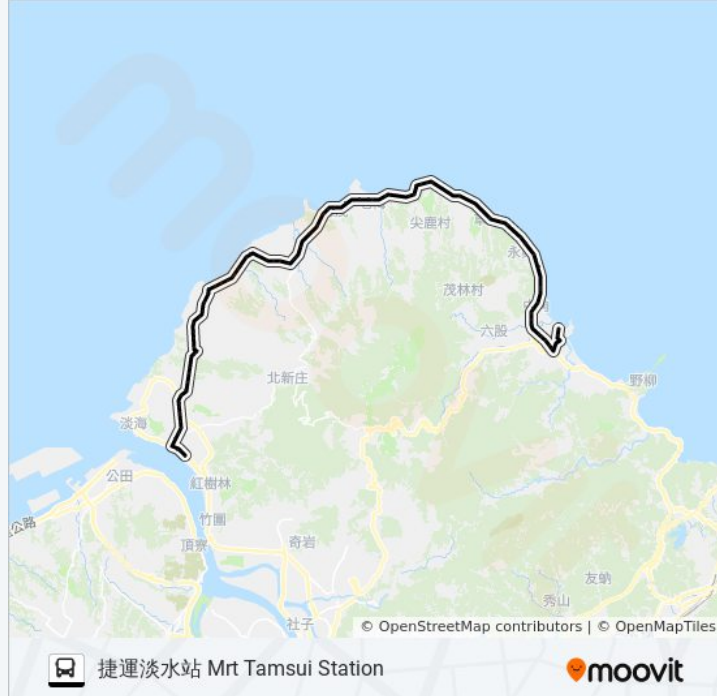 尖鹿村
茂林村
六股
野柳
北新庄
淡海
公田
紅樹林
公路
竹圍
頂寮
奇岩
友蚋
秀山
社子
© OpenStreetMap contributors | © OpenMapTiles
捷運淡水站 Mrt Tamsui Station
moovit